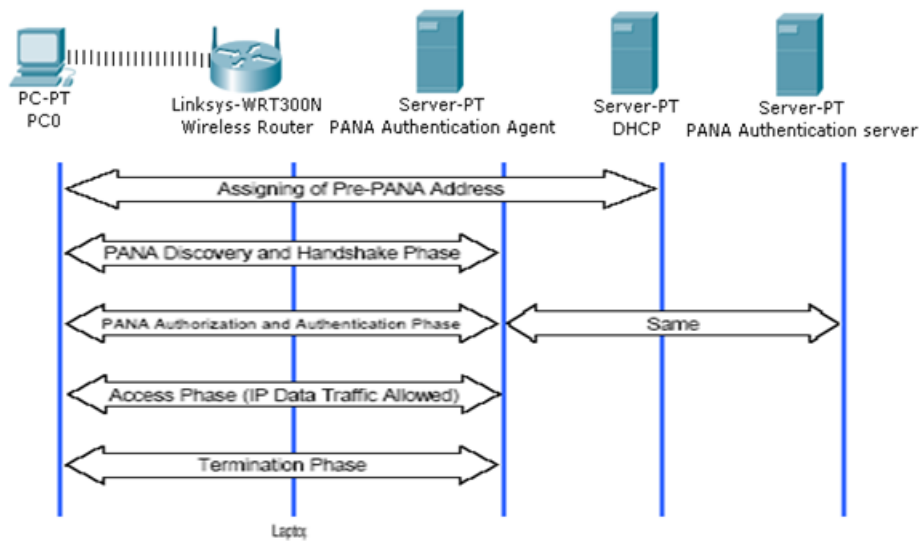 PC-PT
PC0
Linksys-WRT300N
Wireless Router
Server-PT
PANA Authentication Agent
Server-PT
DHCP
Server-PT
PANA Authentication server
Assigning of Pre-PANA Address
PANA Discovery and Handshake Phase
PANA Authorization and Authentication Phase
Same
Access Phase (IP Data Traffic Allowed)
Termination Phase